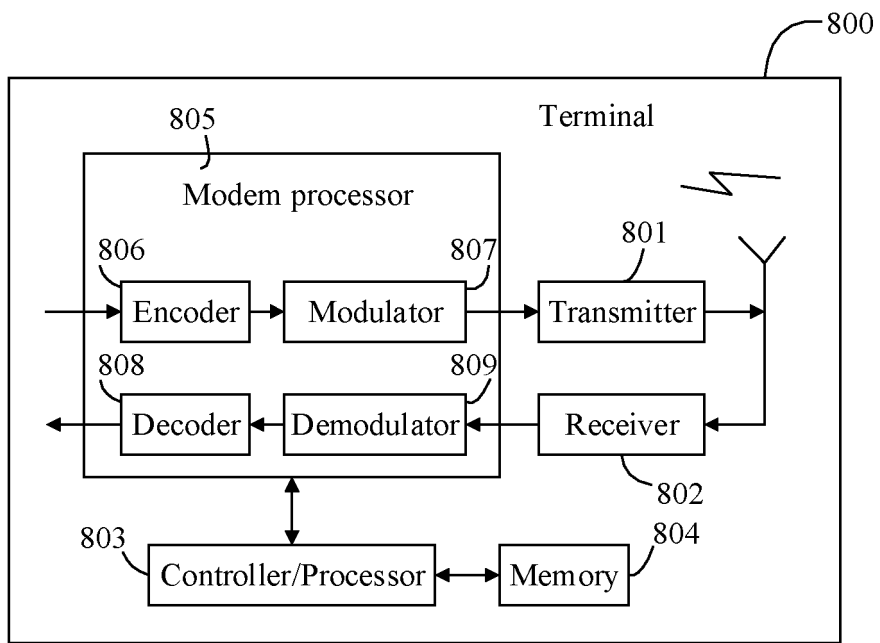 800
Terminal
805
Modem processor
806
807
801
Encoder
Modulator
Transmitter
808
809
Decoder
Demodulator
Receiver
802
803
804
Controller/Processor
Memory